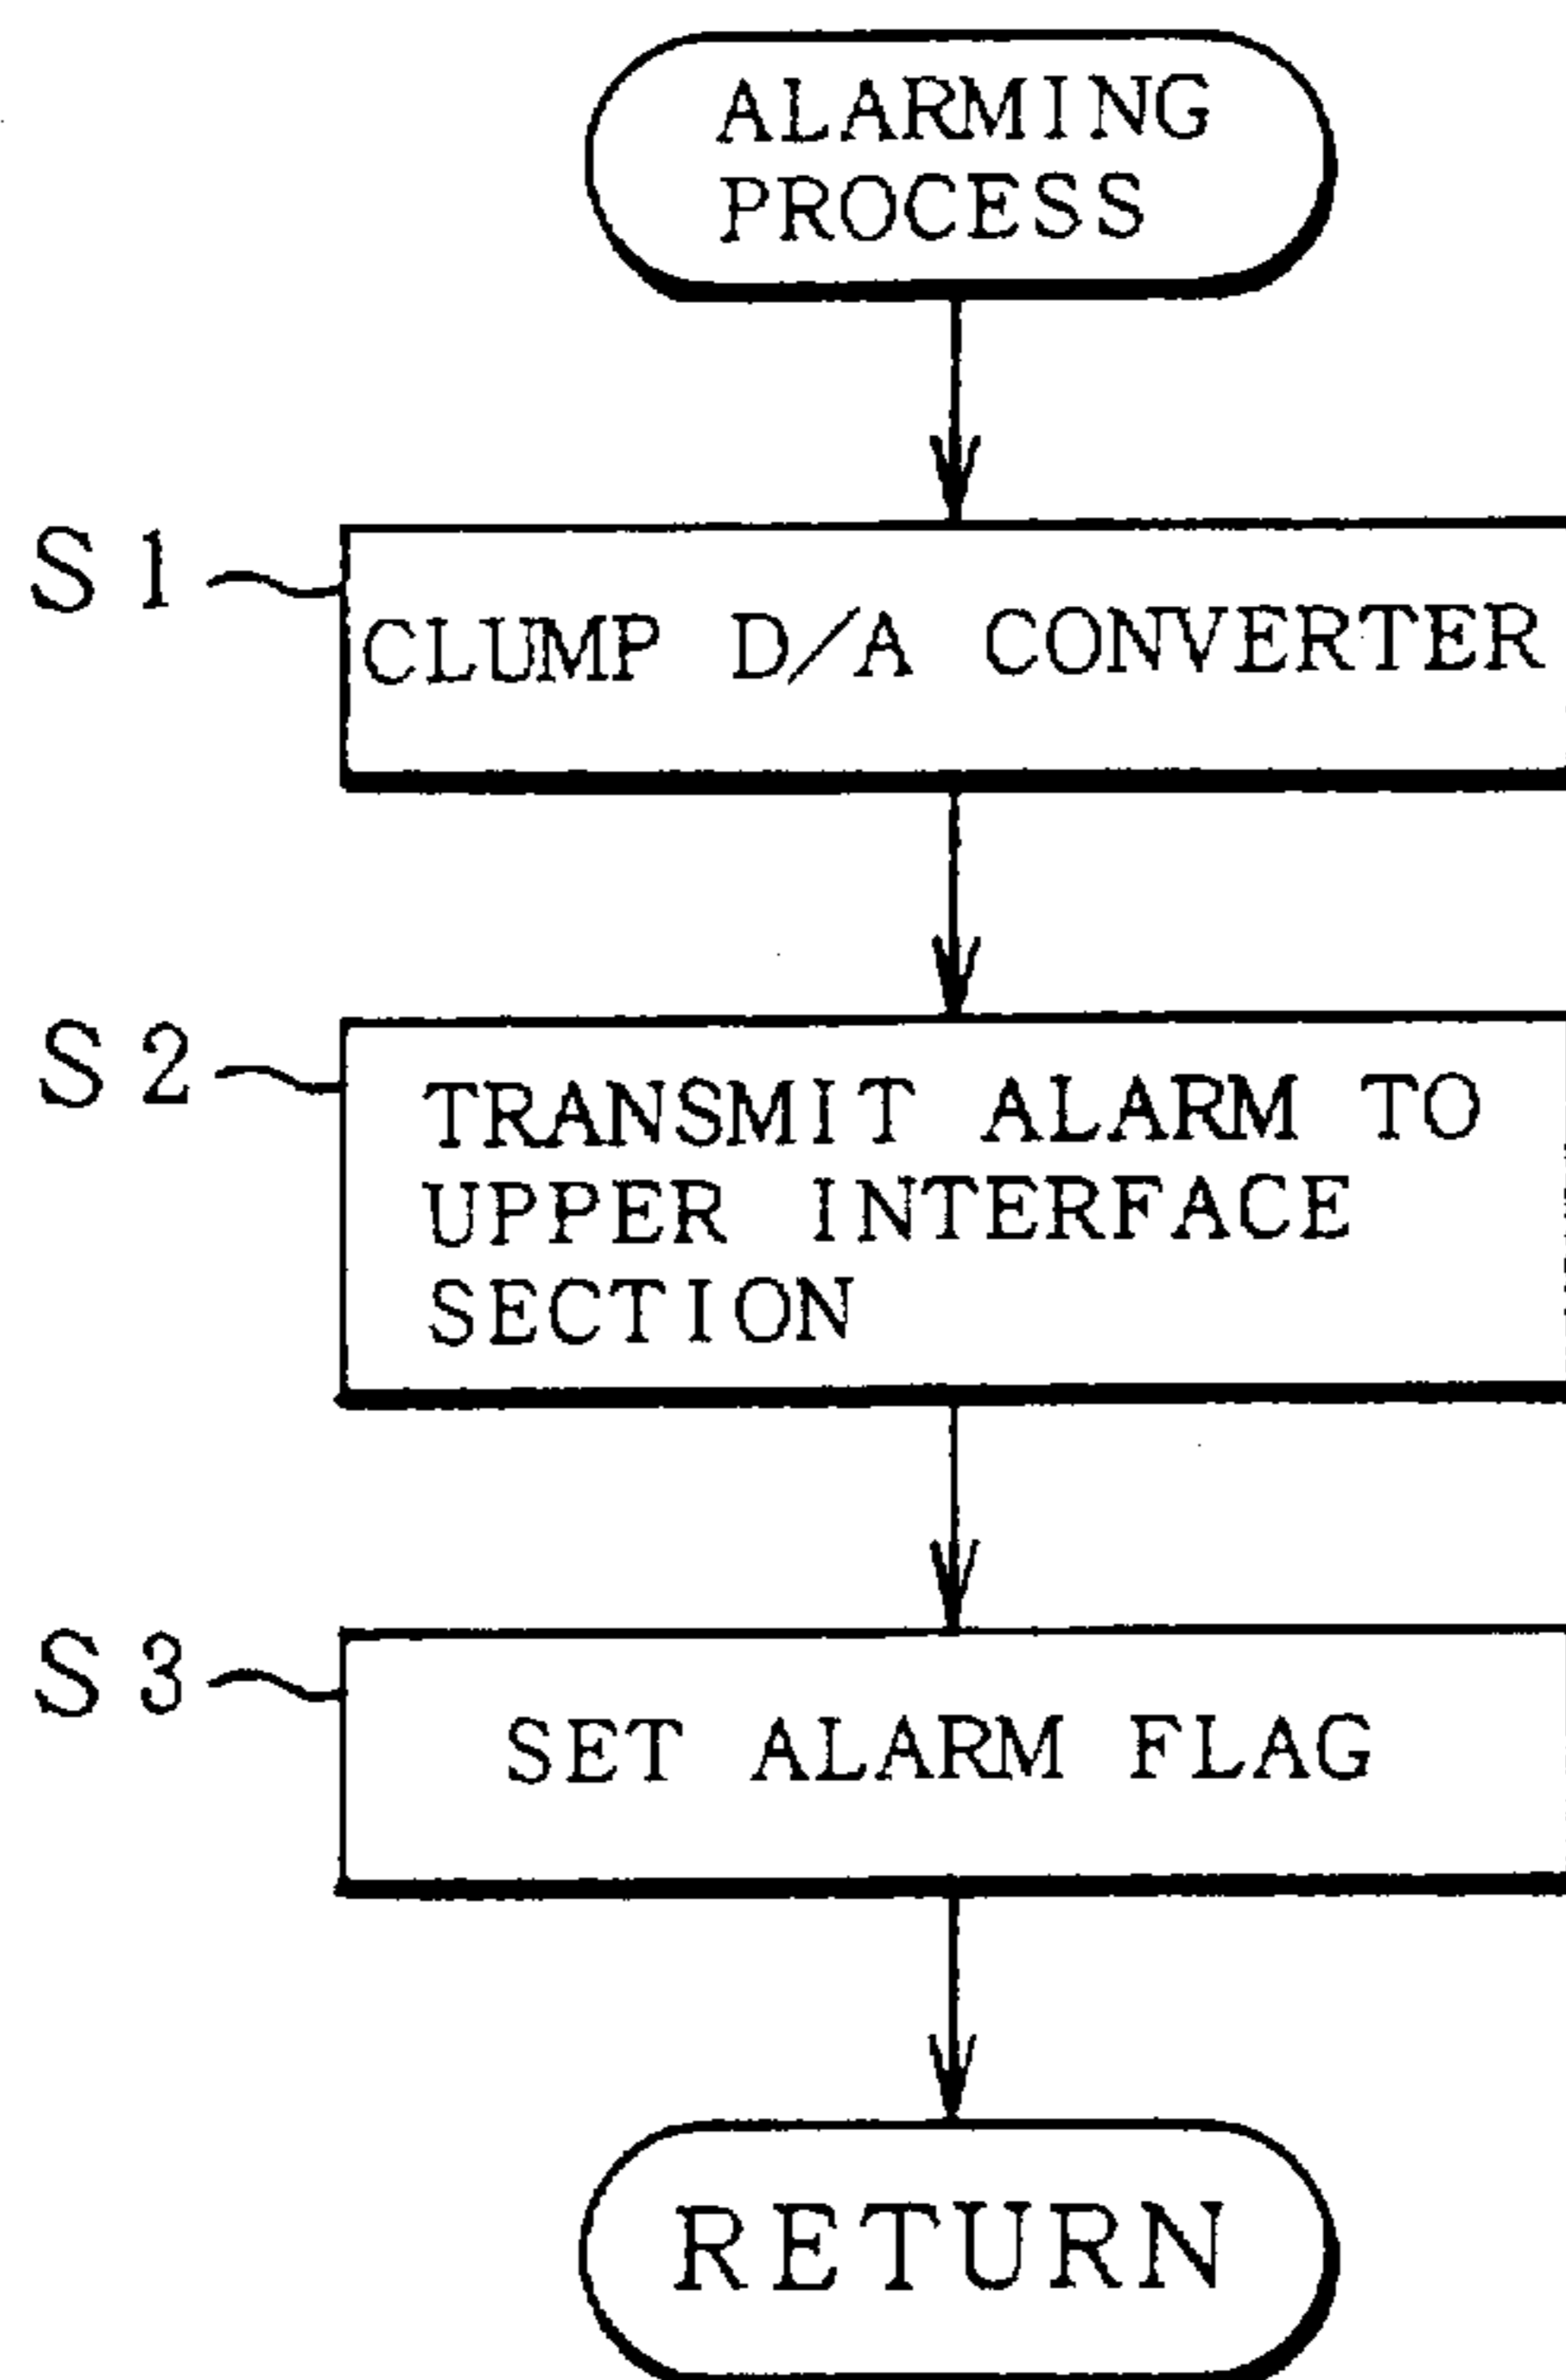 ALARMING
PROCESS
S1
CLUMP D/A CONVERTER
S2
TRANSMIT ALARM TO
UPPER INTERFACE
SECTION
S3
SET ALARM FLAG
RETURN